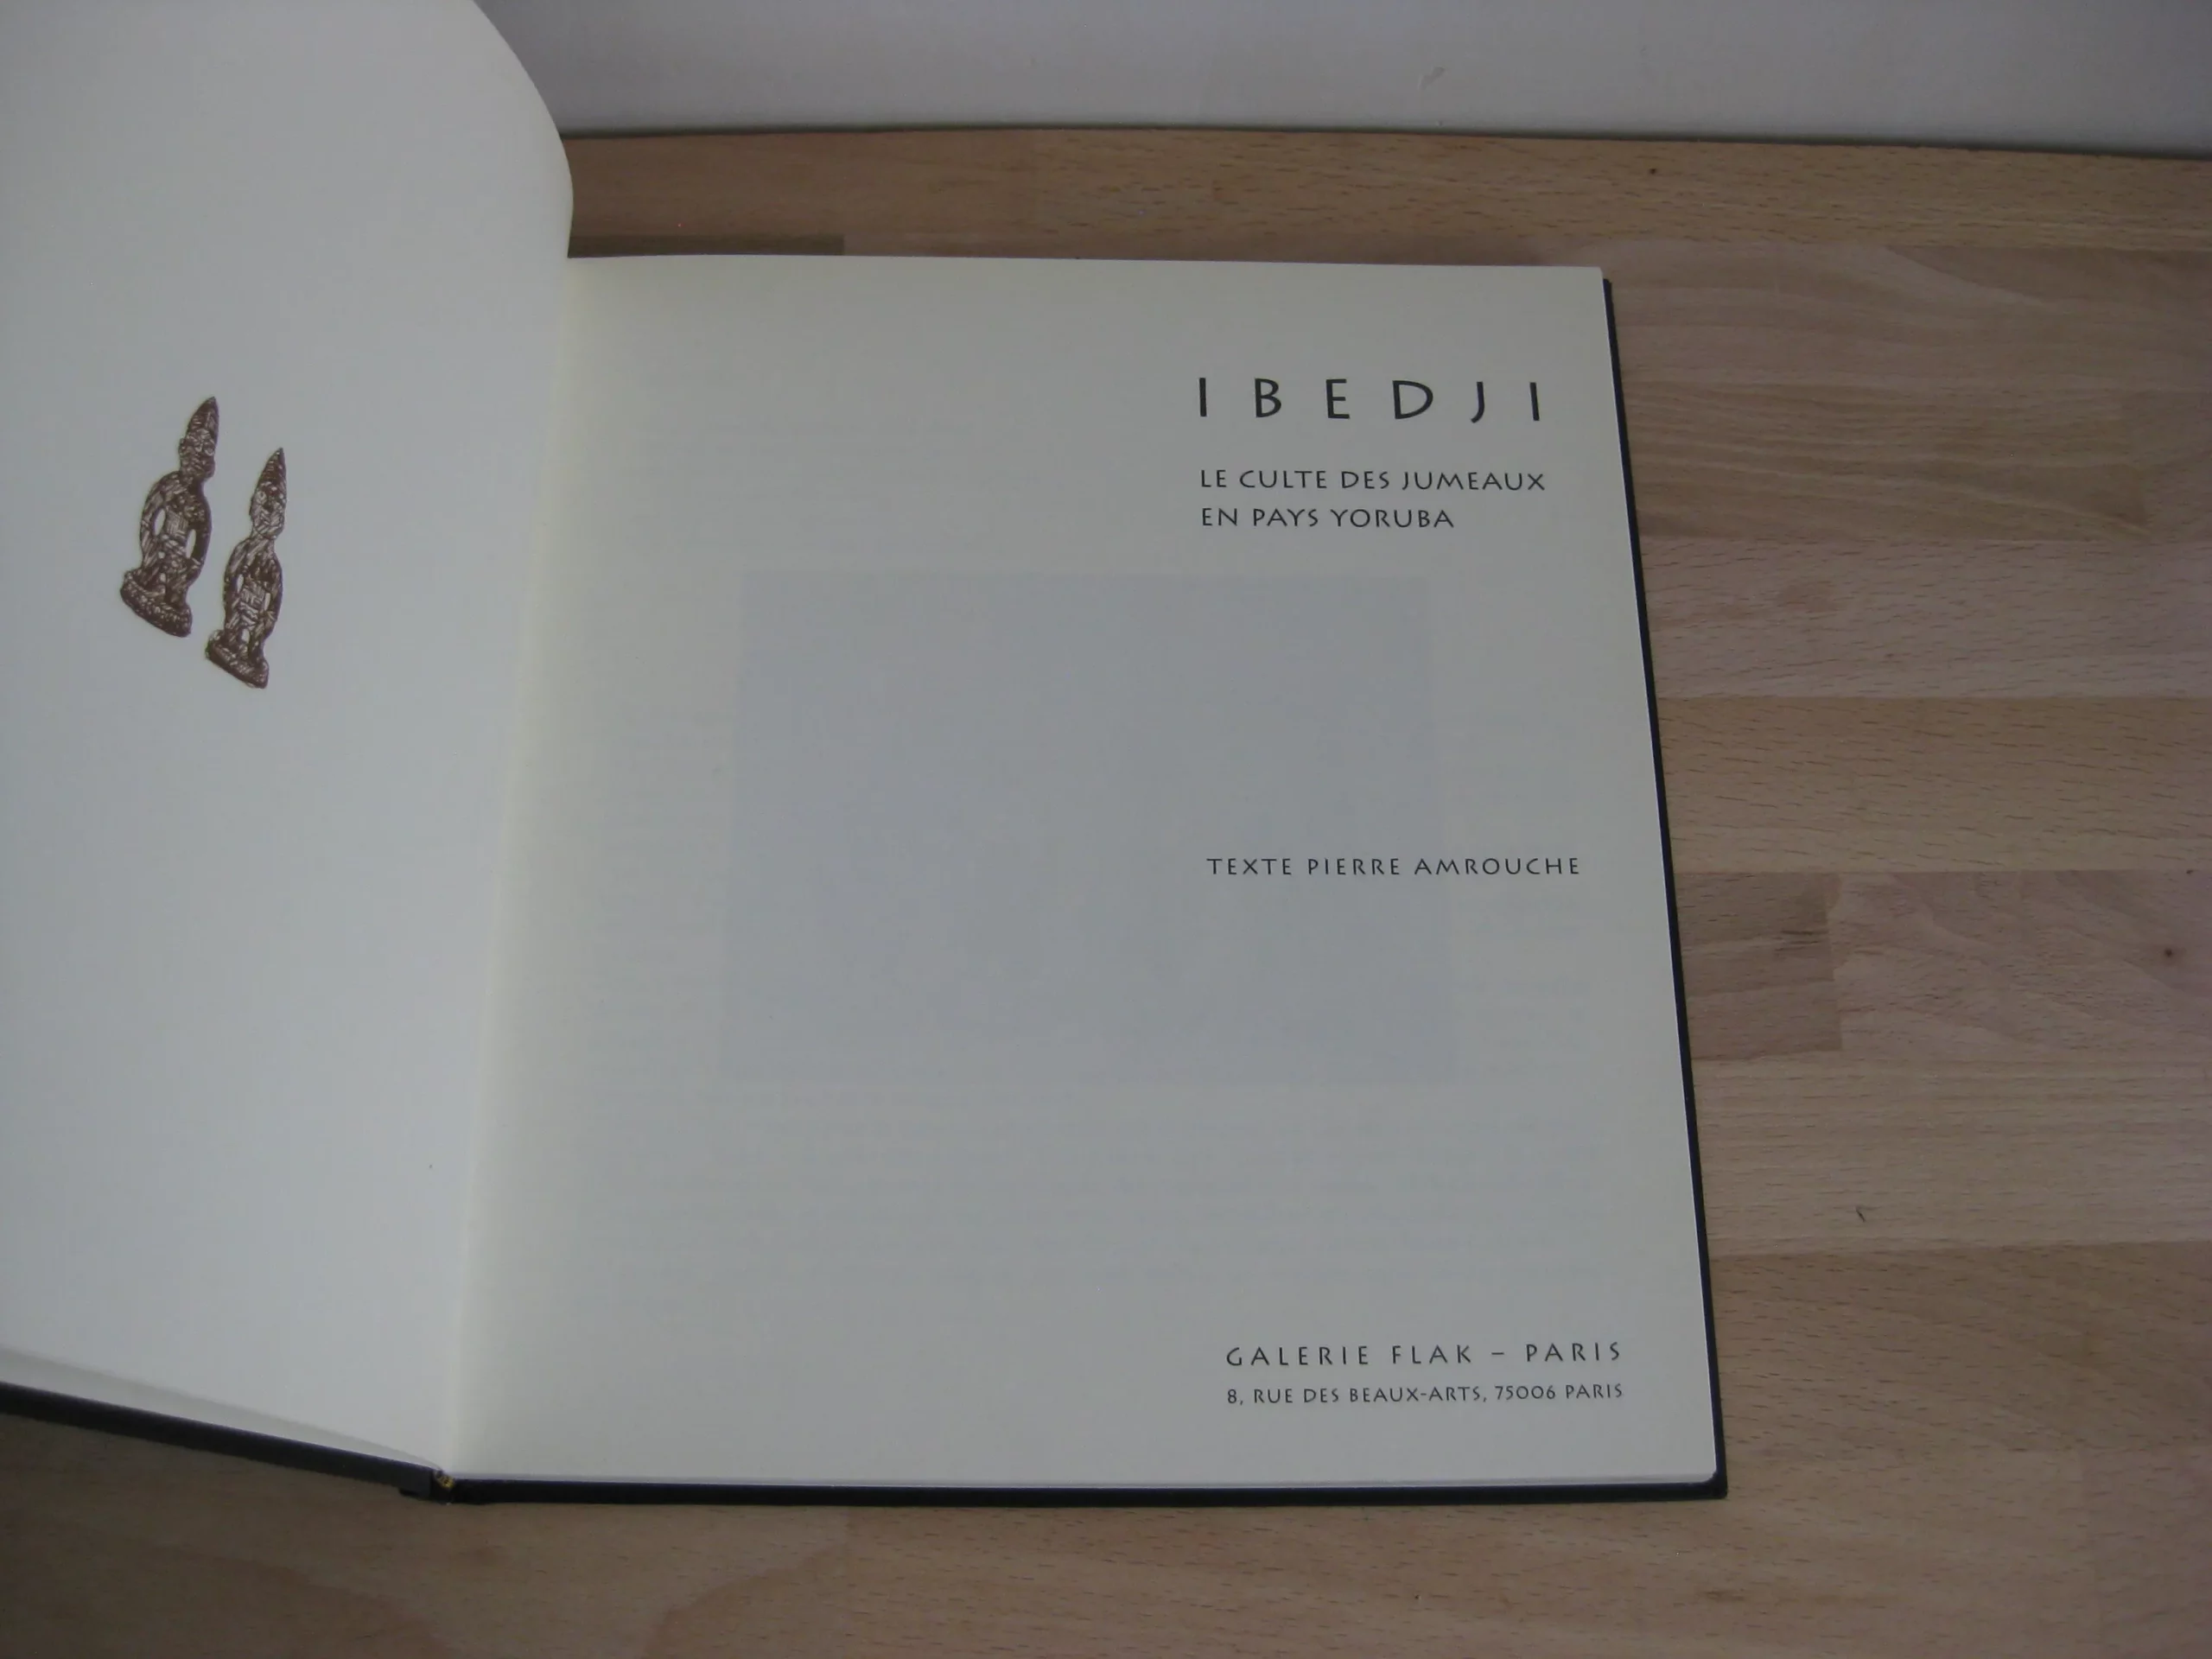 IBEDJI
LE CULTE DES JUMEAUX
EN PAYS YORUBA
TEXTE PIERRE AMROUCHE
GALERIE FLAK – PARIS
8, RUE DES BEAUX-ARTS, 75006 PARIS